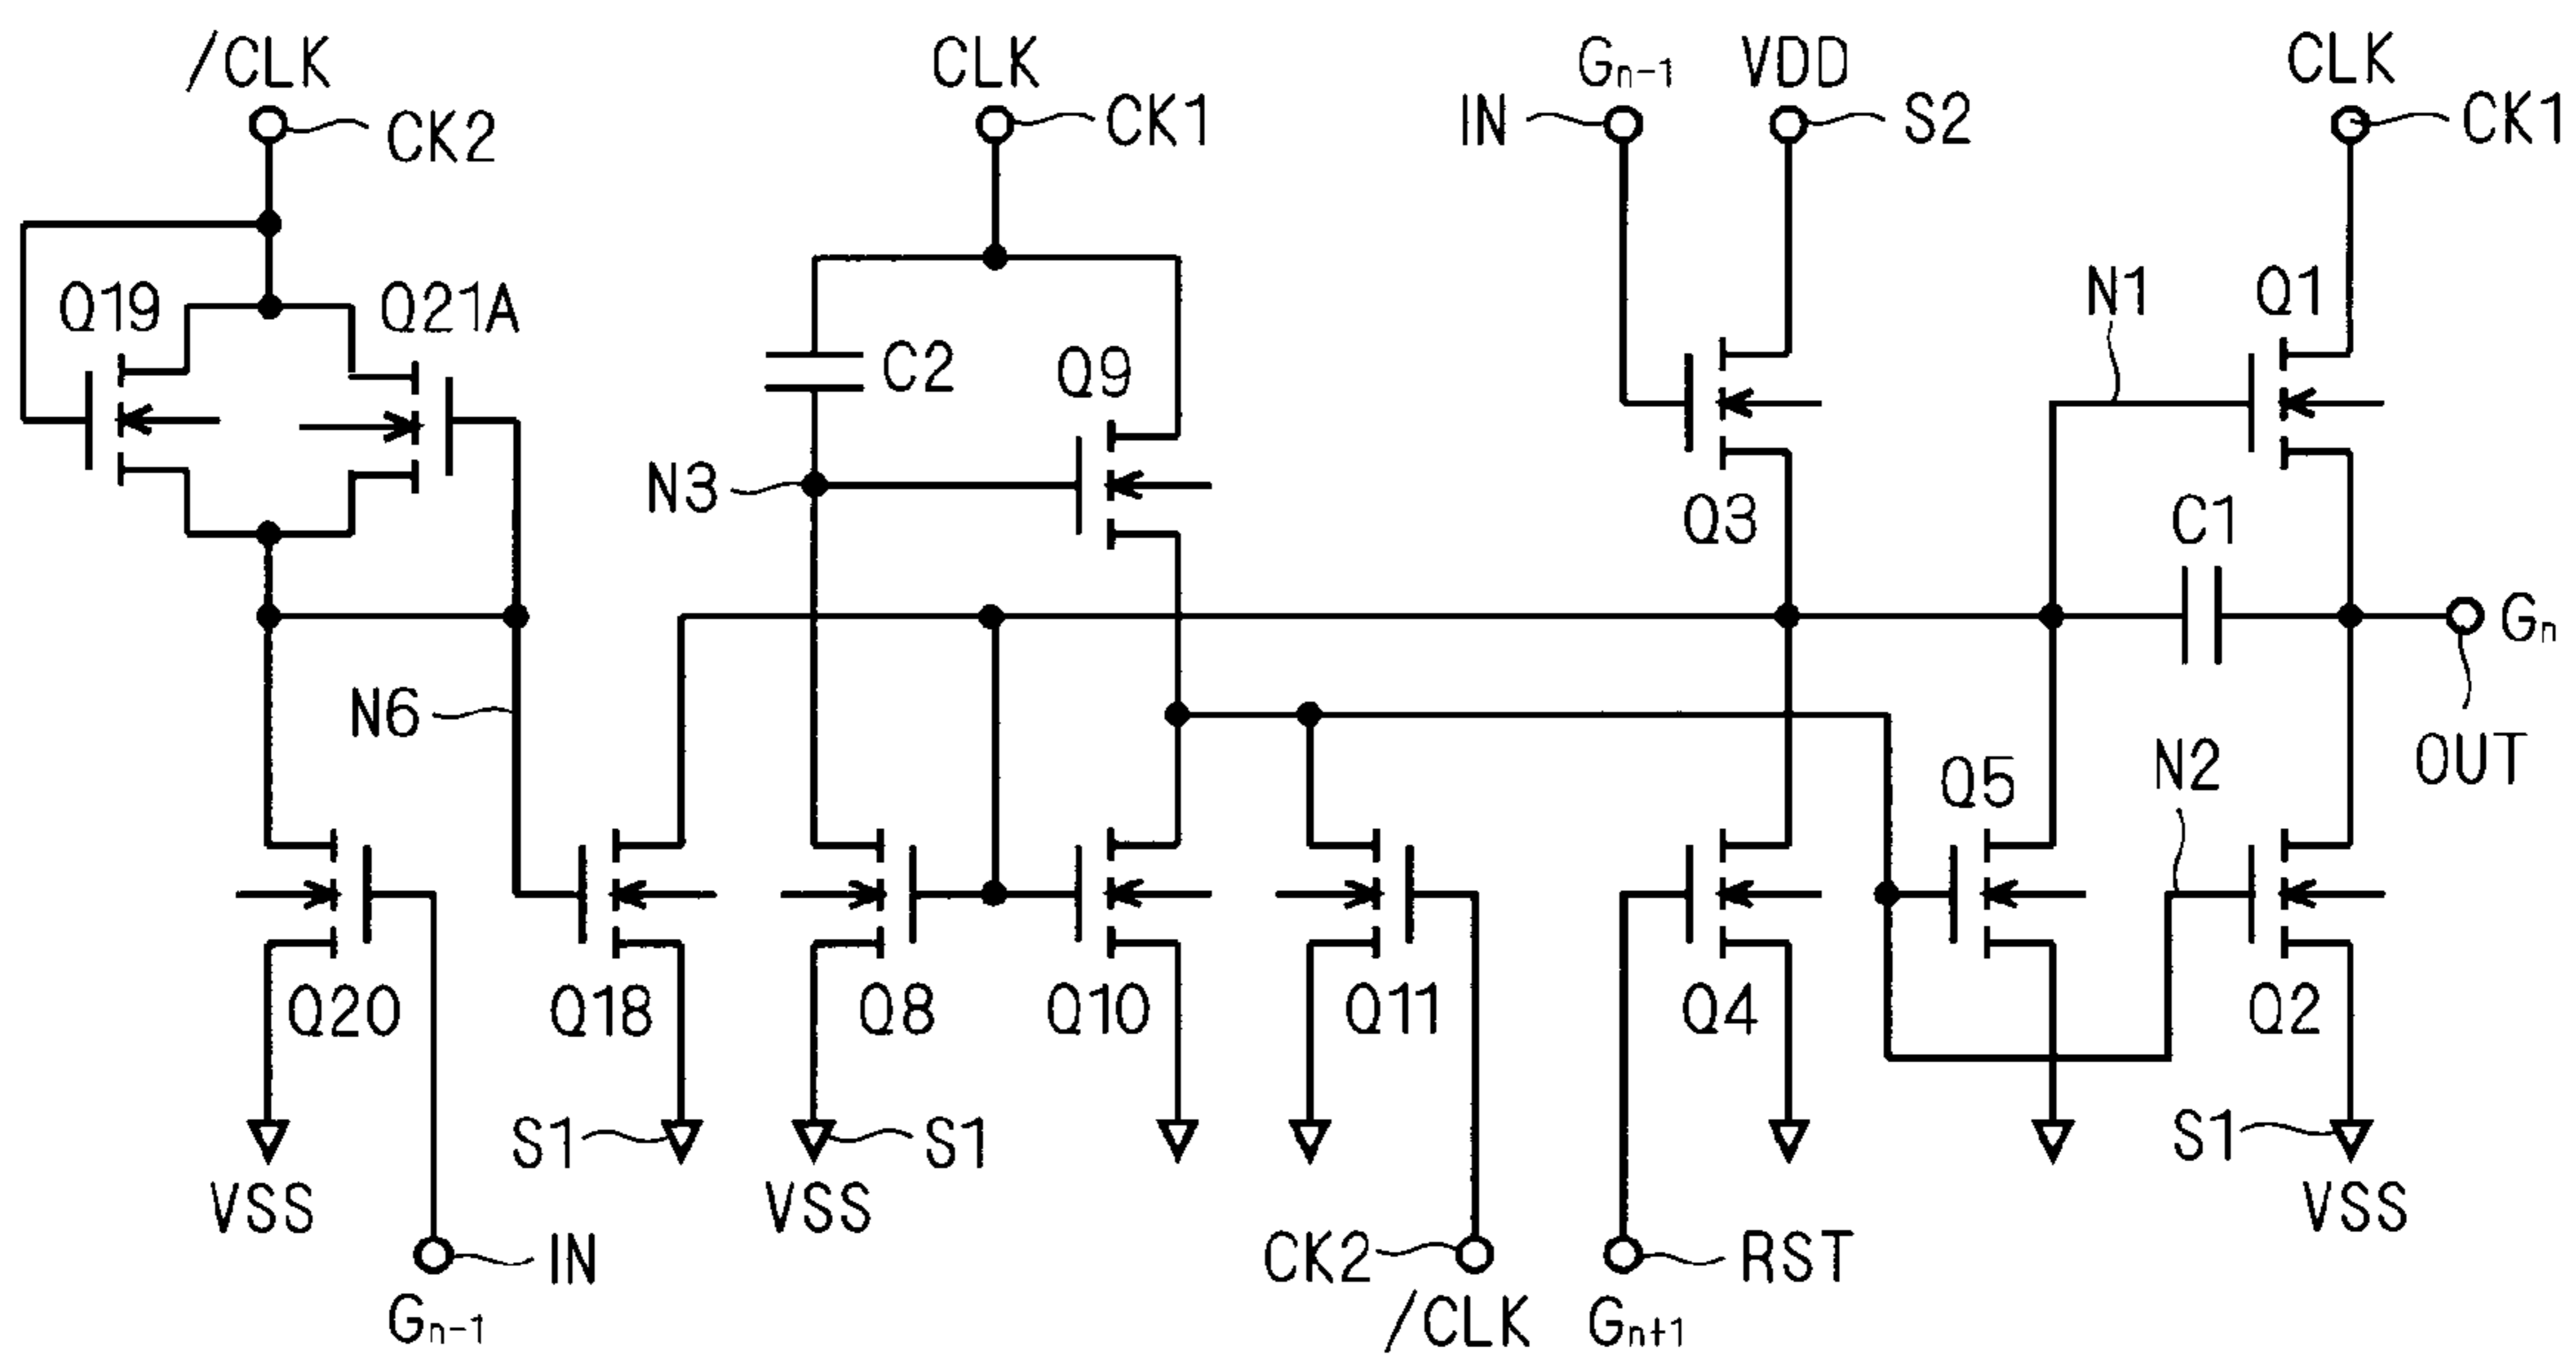 /CLK
CK2
CLK
CK1
Gn-1
IN
VDD
S2
CLK
CK1
Q19
Q21A
C2
Q9
N3
Q3
N1
Q1
C1
Gn
OUT
N6
Q5
N2
Q20
Q18
Q8
Q10
Q11
Q4
Q2
S1
S1
S1
VSS
VSS
VSS
IN
Gn-1
CK2
/CLK
RST
Gn+1